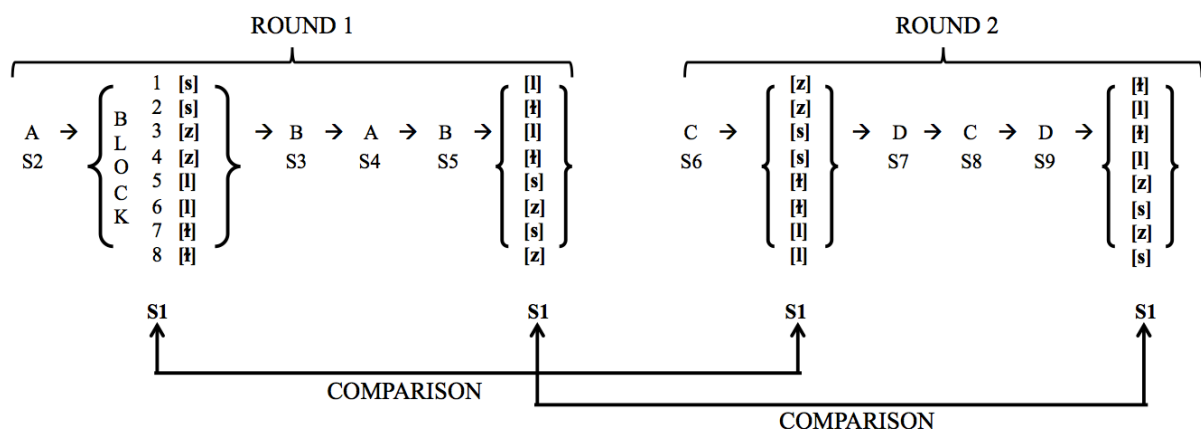 ROUND 1 ROUND 2
1 [s] [l] [z] [ɫ]
B 2 [s] [ɫ] [z] [l]
A → L 3 [z] → B → A → B → [l] [s] C → → D → C → D → [ɫ]
S2 O 4 [z] S3 S4 S5 [ɫ] S6 [s] S7 S8 S9 [l]
C 5 [l] [s] [ɫ] [z]
K 6 [l] [z] [ɫ] [s]
7 [ɫ] [s] [l] [z]
8 [ɫ] [z] [l] [s]
S1 S1 S1 S1
COMPARISON
COMPARISON